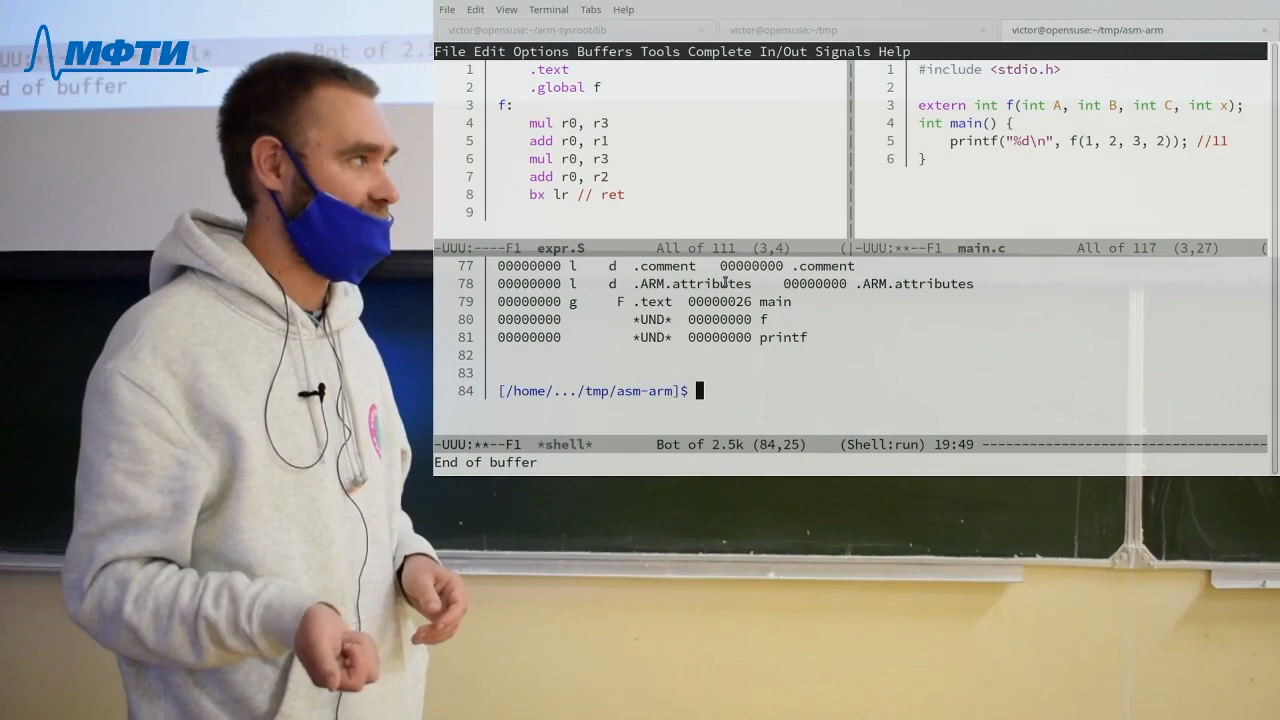 МФТИ
UU:
*
Bot of 2.5
d of buffer
File Edit View Terminal Tabs Help
victor@opensuse:~/arm-sysroot/lib × victor@opensuse:~/tmp × victor@opensuse:~/tmp/asm-arm ×
File Edit Options Buffers Tools Complete In/Out Signals Help
1 .text
2 .global f
3 f:
4 mul r0, r3
5 add r0, r1
6 mul r0, r3
7 add r0, r2
8 bx lr // ret
9
1 #include <stdio.h>
2
3 extern int f(int A, int B, int C, int x);
4 int main() {
5 printf("%d\n", f(1, 2, 3, 2)); //11
6 }
-UUU:----F1 expr.S All of 111 (3,4) (|-UUU:**--F1 main.c All of 117 (3,27) (
77 00000000 l d .comment 00000000 .comment
78 00000000 l d .ARM.attributes 00000000 .ARM.attributes
79 00000000 g F .text 00000026 main
80 00000000 *UND* 00000000 f
81 00000000 *UND* 00000000 printf
82
83
84 [/home/.../tmp/asm-arm]$
-UUU:**--F1 *shell* Bot of 2.5k (84,25) (Shell:run) 19:49 ------------------------------------
End of buffer